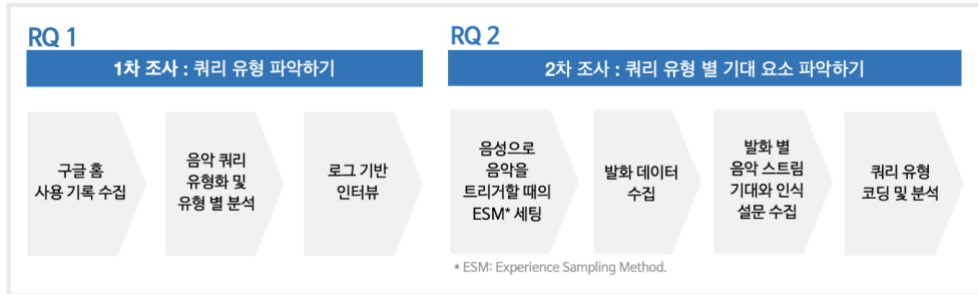 RQ 1
1차 조사 : 쿼리 유형 파악하기
구글 홈
사용 기록 수집
음악 쿼리
유형화 및
유형 별 분석
로그 기반
인터뷰
RQ 2
2차 조사 : 쿼리 유형 별 기대 요소 파악하기
음성으로
음악을
트리거할 때의
ESM* 세팅
발화 데이터
수집
발화 별
음악 스트림
기대와 인식
설문 수집
쿼리 유형
코딩 및 분석
* ESM: Experience Sampling Method.